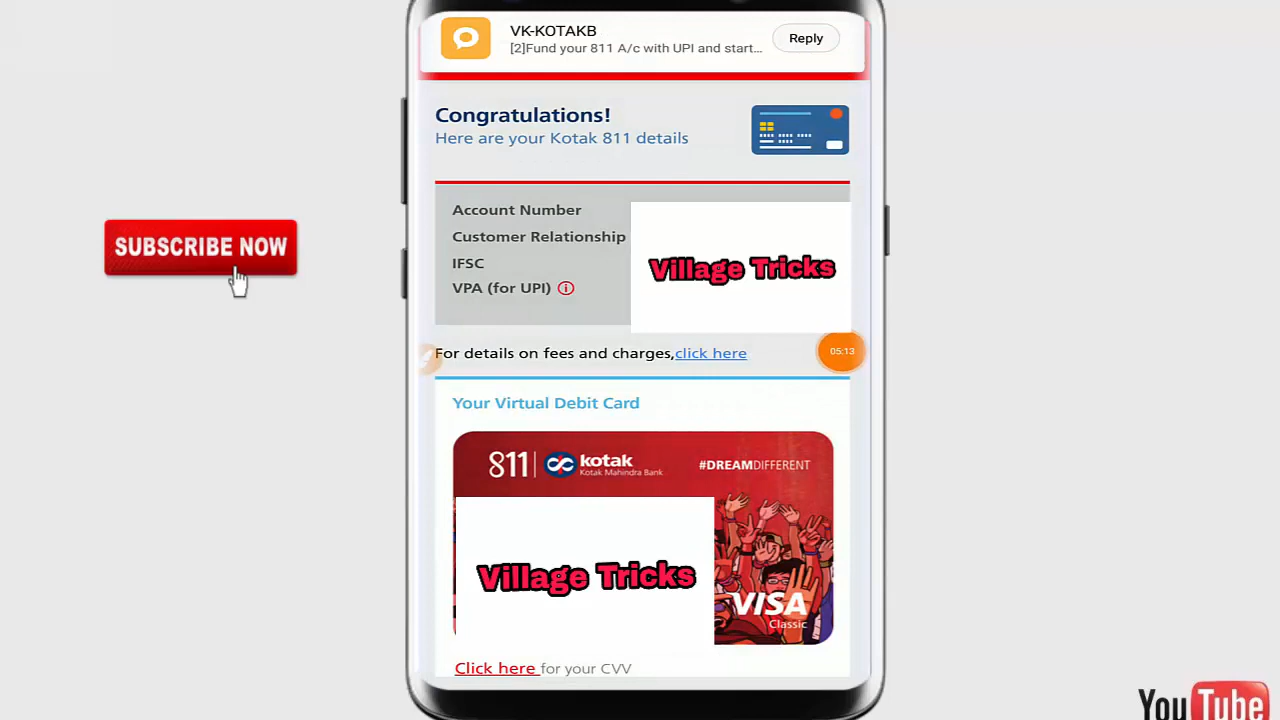 VK-KOTAKB
[2]Fund your 811 A/c with UPI and start...
Reply
Congratulations!
Here are your Kotak 811 details
Account Number
Customer Relationship
IFSC
VPA (for UPI)
Village Tricks
SUBSCRIBE NOW
For details on fees and charges,click here
05:13
Your Virtual Debit Card
811 kotak
Kotak Mahindra Bank
#DREAMDIFFERENT
Village Tricks
VISA
Classic
Click here for your CVV
YouTube